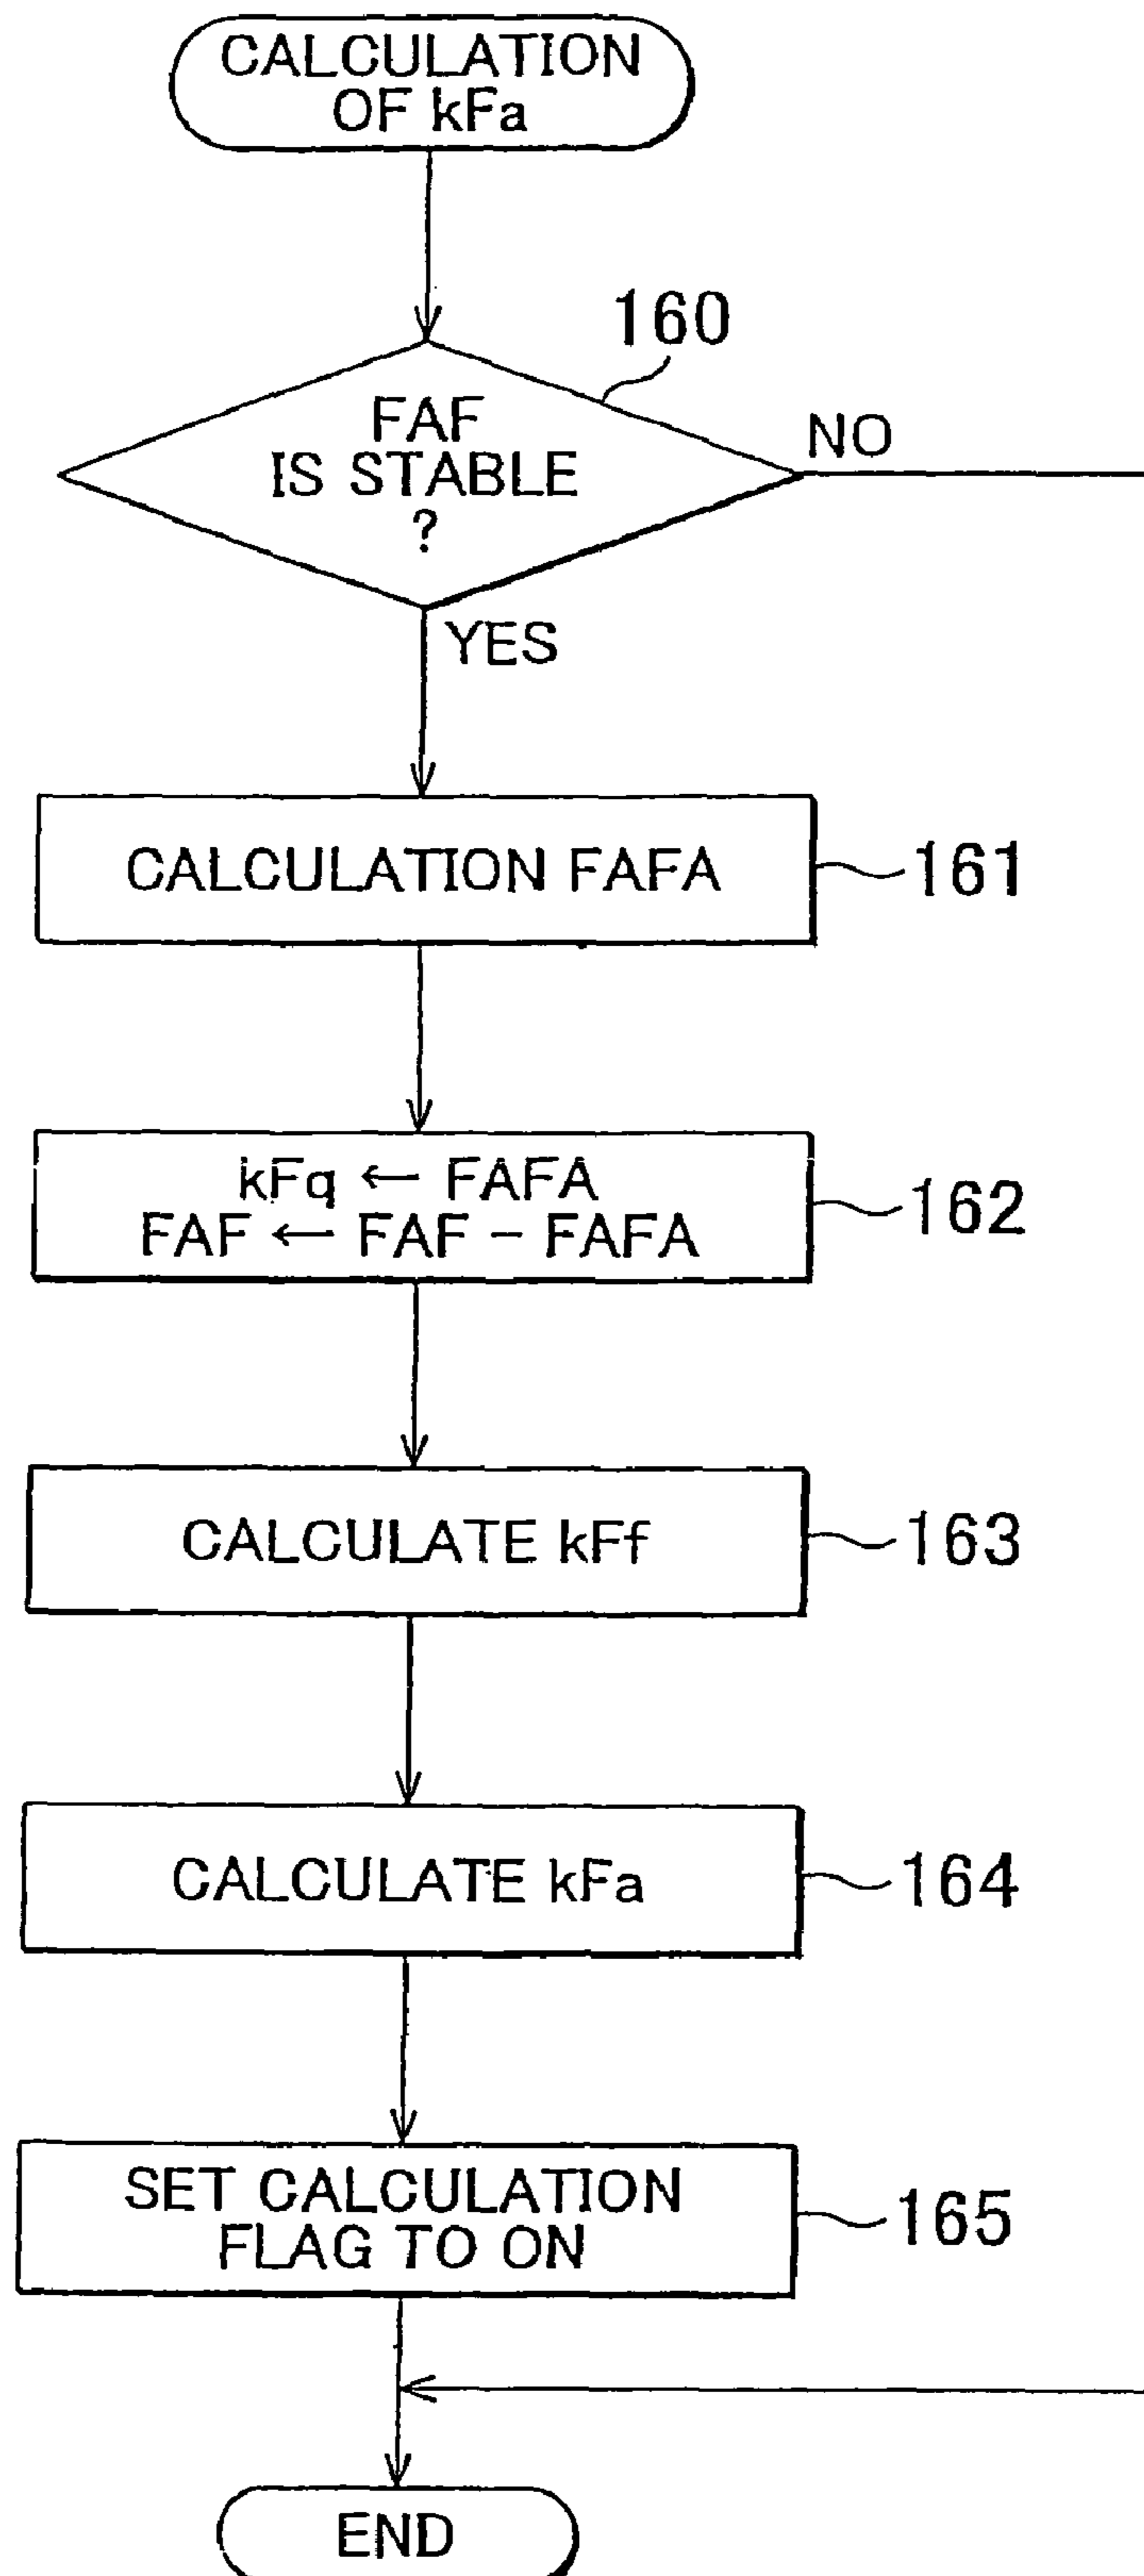 CALCULATION
OF kFa
160
FAF
IS STABLE
?
NO
YES
CALCULATION FAFA
161
kFq ← FAFA
FAF ← FAF − FAFA
162
CALCULATE kFf
163
CALCULATE kFa
164
SET CALCULATION
FLAG TO ON
165
END